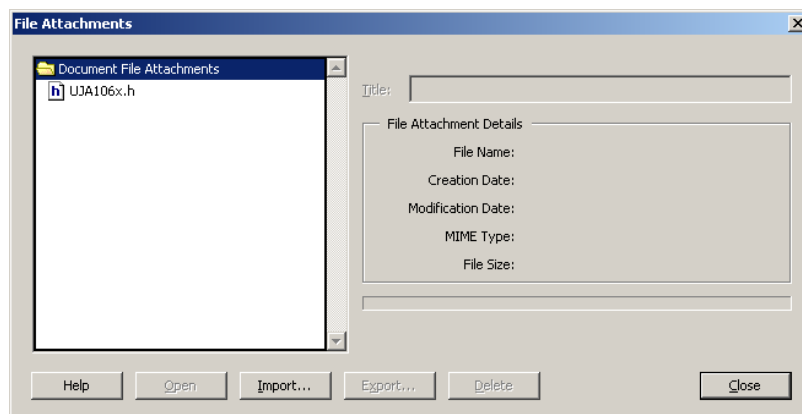 File Attachments
Document File Attachments
h UJA106x.h
Title:
File Attachment Details
File Name:
Creation Date:
Modification Date:
MIME Type:
File Size:
Help Open Import... Export... Delete Close